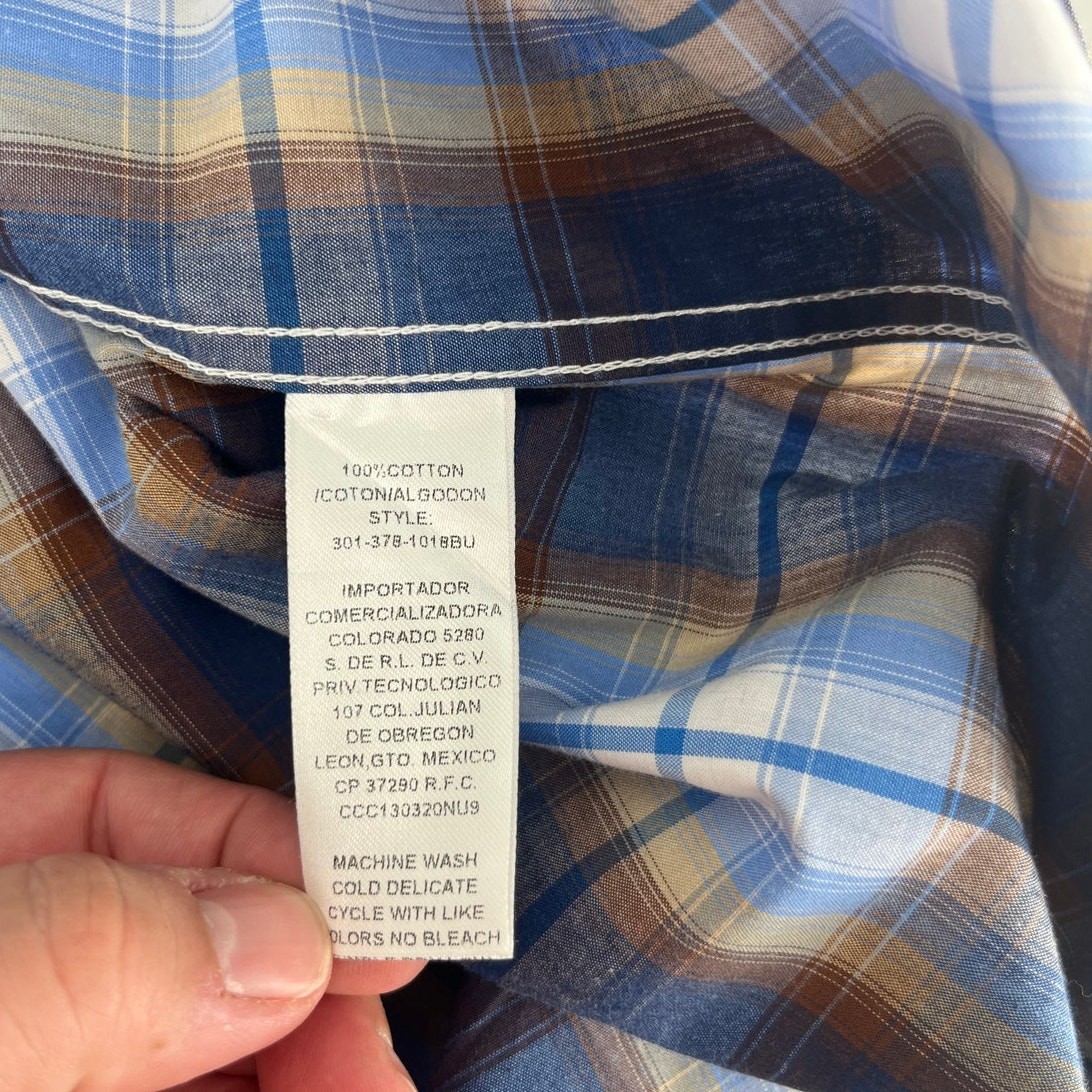 100%COTTON
/COTON/ALGODON
STYLE:
301-378-1018BU
IMPORTADOR
COMERCIALIZADORA
COLORADO 5280
S. DE R.L. DE C.V.
PRIV.TECNOLOGICO
107 COL.JULIAN
DE OBREGON
LEON,GTO. MEXICO
CP 37290 R.F.C.
CCC130320NU9
MACHINE WASH
COLD DELICATE
CYCLE WITH LIKE
OLORS NO BLEACH